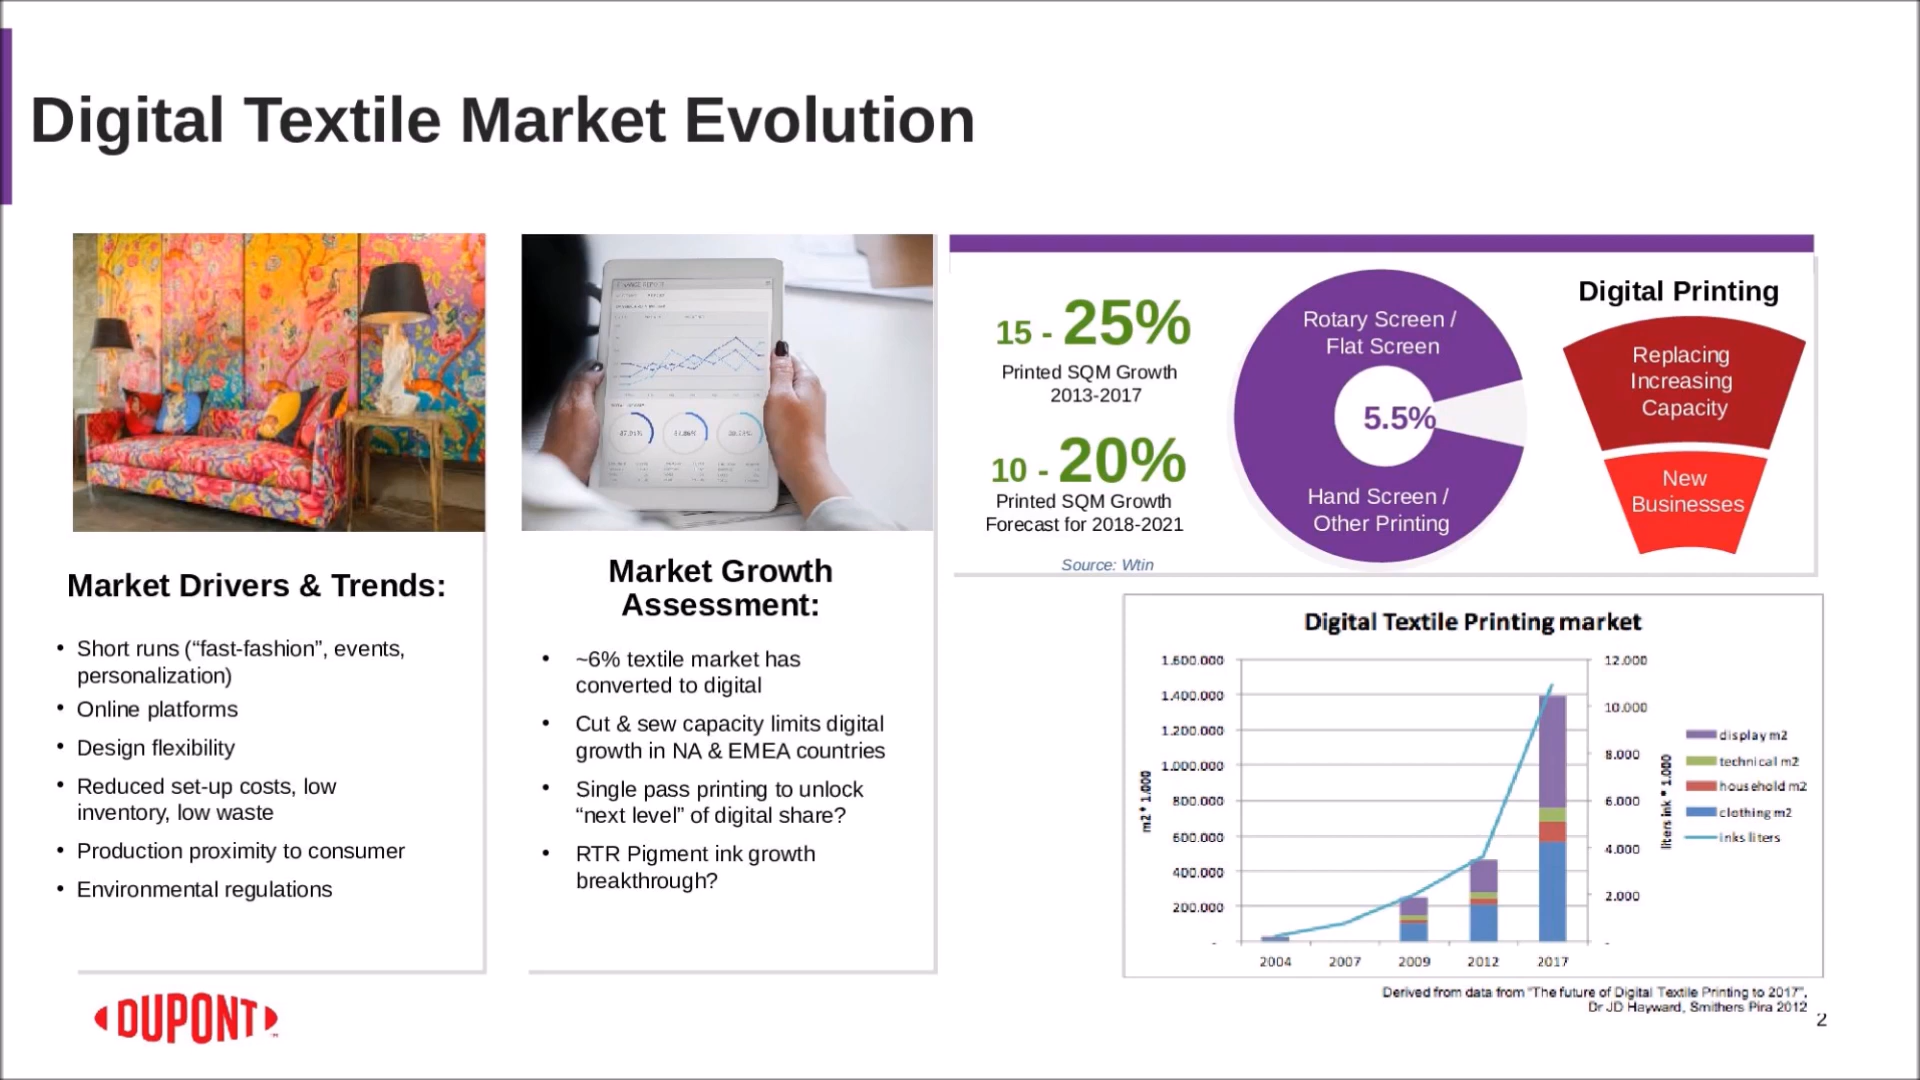 Digital Textile Market Evolution
Market Drivers & Trends:
• Short runs (“fast-fashion”, events,
personalization)
• Online platforms
• Design flexibility
• Reduced set-up costs, low
inventory, low waste
• Production proximity to consumer
• Environmental regulations
Market Growth
Assessment:
• ~6% textile market has
converted to digital
• Cut & sew capacity limits digital
growth in NA & EMEA countries
• Single pass printing to unlock
“next level” of digital share?
• RTR Pigment ink growth
breakthrough?
15 - 25%
Printed SQM Growth
2013-2017
10 - 20%
Printed SQM Growth
Forecast for 2018-2021
Source: Wtin
Rotary Screen /
Flat Screen
5.5%
Hand Screen /
Other Printing
Digital Printing
Replacing
Increasing
Capacity
New
Businesses
Digital Textile Printing market
m2 * 1.000
1.600.000
1.400.000
1.200.000
1.000.000
800.000
600.000
400.000
200.000
-
2004 2007 2009 2012 2017
12.000
10.000
8.000
6.000
4.000
2.000
-
liters ink * 1.000
display m2
technical m2
household m2
clothing m2
inks liters
Derived from data from "The future of Digital Textile Printing to 2017",
Dr JD Hayward, Smithers Pira 2012
DUPONT
2